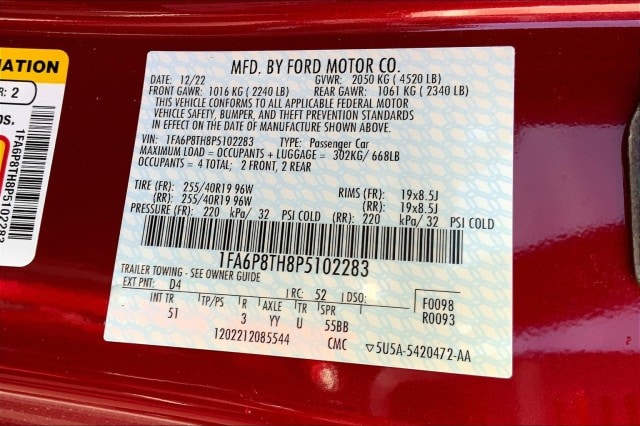 MFD. BY FORD MOTOR CO.
DATE: 12/22 GVWR: 2050 KG ( 4520 LB)
FRONT GAWR: 1016 KG ( 2240 LB) REAR GAWR: 1061 KG ( 2340 LB)
THIS VEHICLE CONFORMS TO ALL APPLICABLE FEDERAL MOTOR
VEHICLE SAFETY, BUMPER, AND THEFT PREVENTION STANDARDS
IN EFFECT ON THE DATE OF MANUFACTURE SHOWN ABOVE.
VIN: 1FA6P8TH8P5102283 TYPE: Passenger Car
MAXIMUM LOAD = OCCUPANTS + LUGGAGE = 302KG/ 668LB
OCCUPANTS = 4 TOTAL; 2 FRONT, 2 REAR
TIRE (FR): 255/40R19 96W RIMS (FR): 19x8.5J
(RR): 255/40R19 96W (RR): 19x8.5J
PRESSURE (FR): 220 kPa/ 32 PSI COLD (RR): 220 kPa/ 32 PSI COLD
1FA6P8TH8P5102283
TRAILER TOWING - SEE OWNER GUIDE
EXT PNT: D4 RC: 52 DSO: F0098
R0093
INT TR TP/PS R AXLE TR SPR
51 3 YY U 55BB
1202212085544 CMC ▽5U5A-5420472-AA
MATION
R: 2
bs.
1FA6P8TH8P5102283